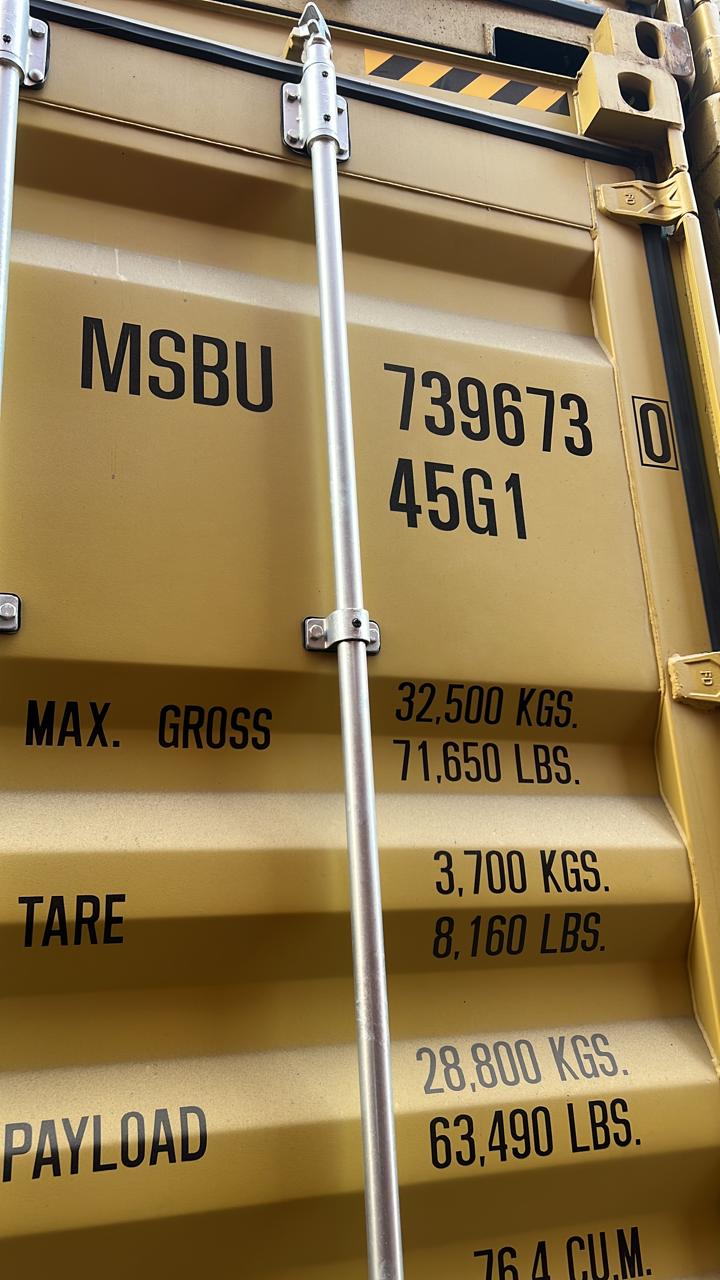 MSBU 739673 0
45G1
MAX. GROSS 32,500 KGS.
71,650 LBS.
TARE 3,700 KGS.
8,160 LBS.
PAYLOAD 28,800 KGS.
63,490 LBS.
76.4 CU.M.